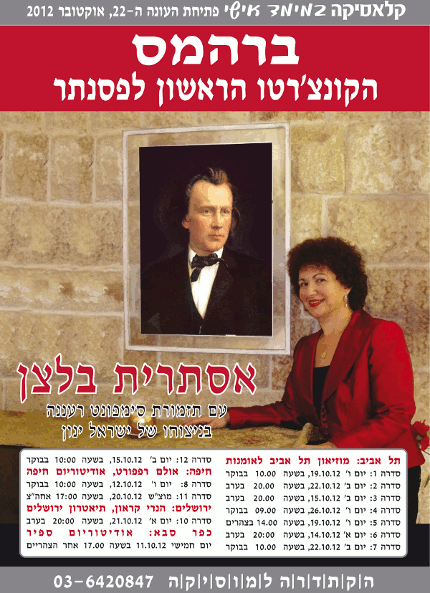 קלאסיקה במימד אישי פתיחת העונה ה-22, אוקטובר 2012
ברהמס
הקונצ'רטו הראשון לפסנתר
אסתרית בלצן
עם תזמורת סימפונט רעננה
בניצוחו של ישראל ינון
תל אביב: מוזיאון תל אביב לאומנות
סדרה 1: יום ו' 19.10.12, בשעה 10.00 בבוקר
סדרה 2: יום ב' 22.10.12, בשעה 20.00 בערב
סדרה 3: יום ב' 15.10.12, בשעה 20.00 בערב
סדרה 4: יום ו' 26.10.12, בשעה 09.00 בבוקר
סדרה 5: יום ו' 19.10.12, בשעה 14.00 בצהרים
סדרה 6: יום א' 14.10.12, בשעה 20.00 בערב
סדרה 7: יום ב' 22.10.12, בשעה 10.00 בבוקר
סדרה 12: יום ב' 15.10.12, בשעה 10:00 בבוקר
חיפה: אולם רפפורט, אודיטוריום חיפה
סדרה 8: יום ו' 12.10.12, בשעה 10:00 בבוקר
סדרה 11: מוצ"ש 20.10.12, בשעה 17:00 אחה"צ
ירושלים: הנרי קראון, תיאטרון ירושלים
סדרה 10: יום א' 21.10.12, בשעה 20:00 בערב
כפר סבא: אודיטוריום ספיר
יום חמישי 11.10.12 בשעה 17.00 אחר הצהריים
הקתדרה למוסיקה 03-6420847